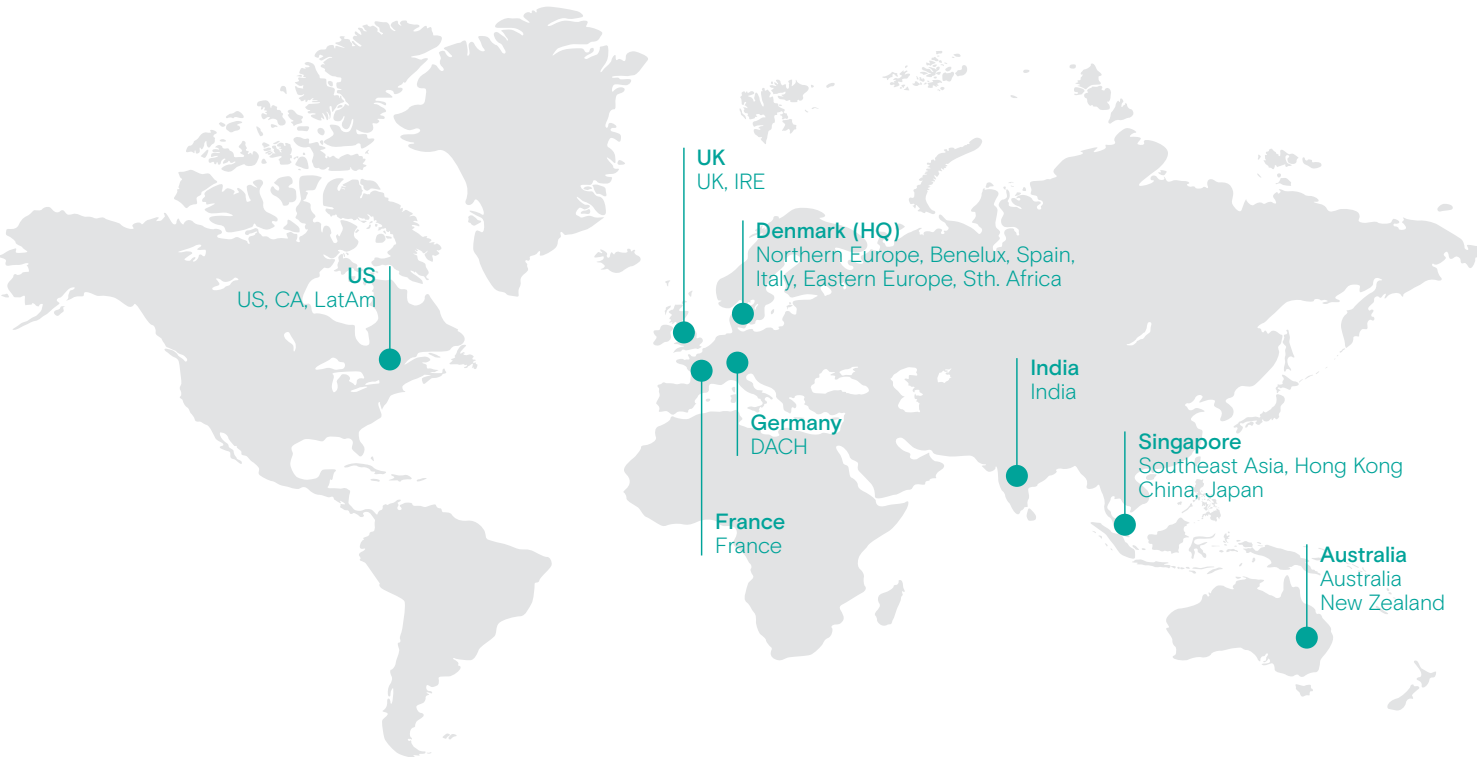 UK
UK, IRE
Denmark (HQ)
Northern Europe, Benelux, Spain,
Italy, Eastern Europe, Sth. Africa
US
US, CA, LatAm
India
India
Germany
DACH
Singapore
Southeast Asia, Hong Kong
China, Japan
France
France
Australia
Australia
New Zealand